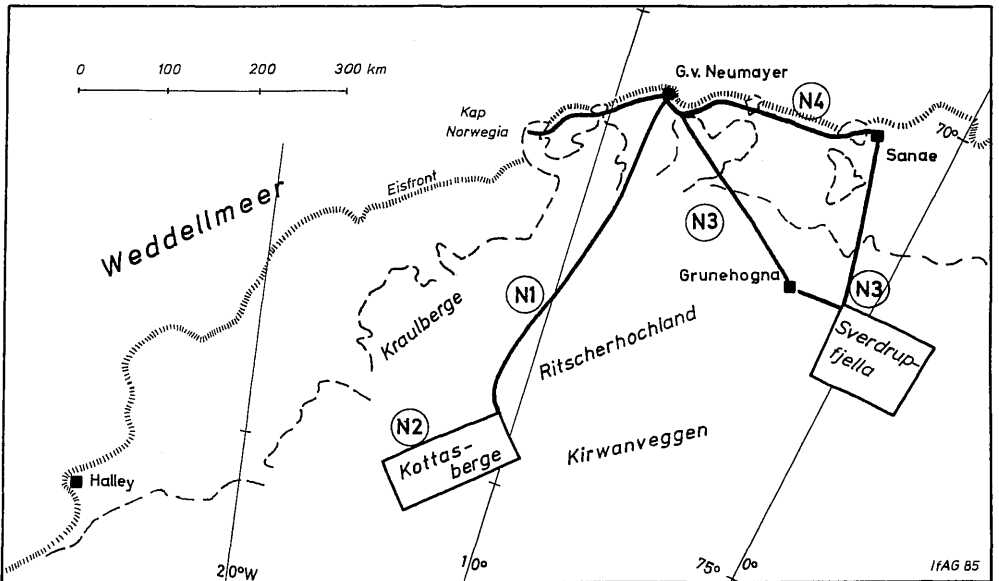 0 100 200 300 km
G.v. Neumayer
N4
Kap
Norwegia
70°
Sanae
Eisfront
Weddellmeer
N3
Grunehogna
N3
N1
Kraulberge
Ritscherhochland
Sverdrup-
fjella
N2
Kottas-
berge
Kirwanveggen
Halley
20°W
10°
75° 0°
IfAG 85